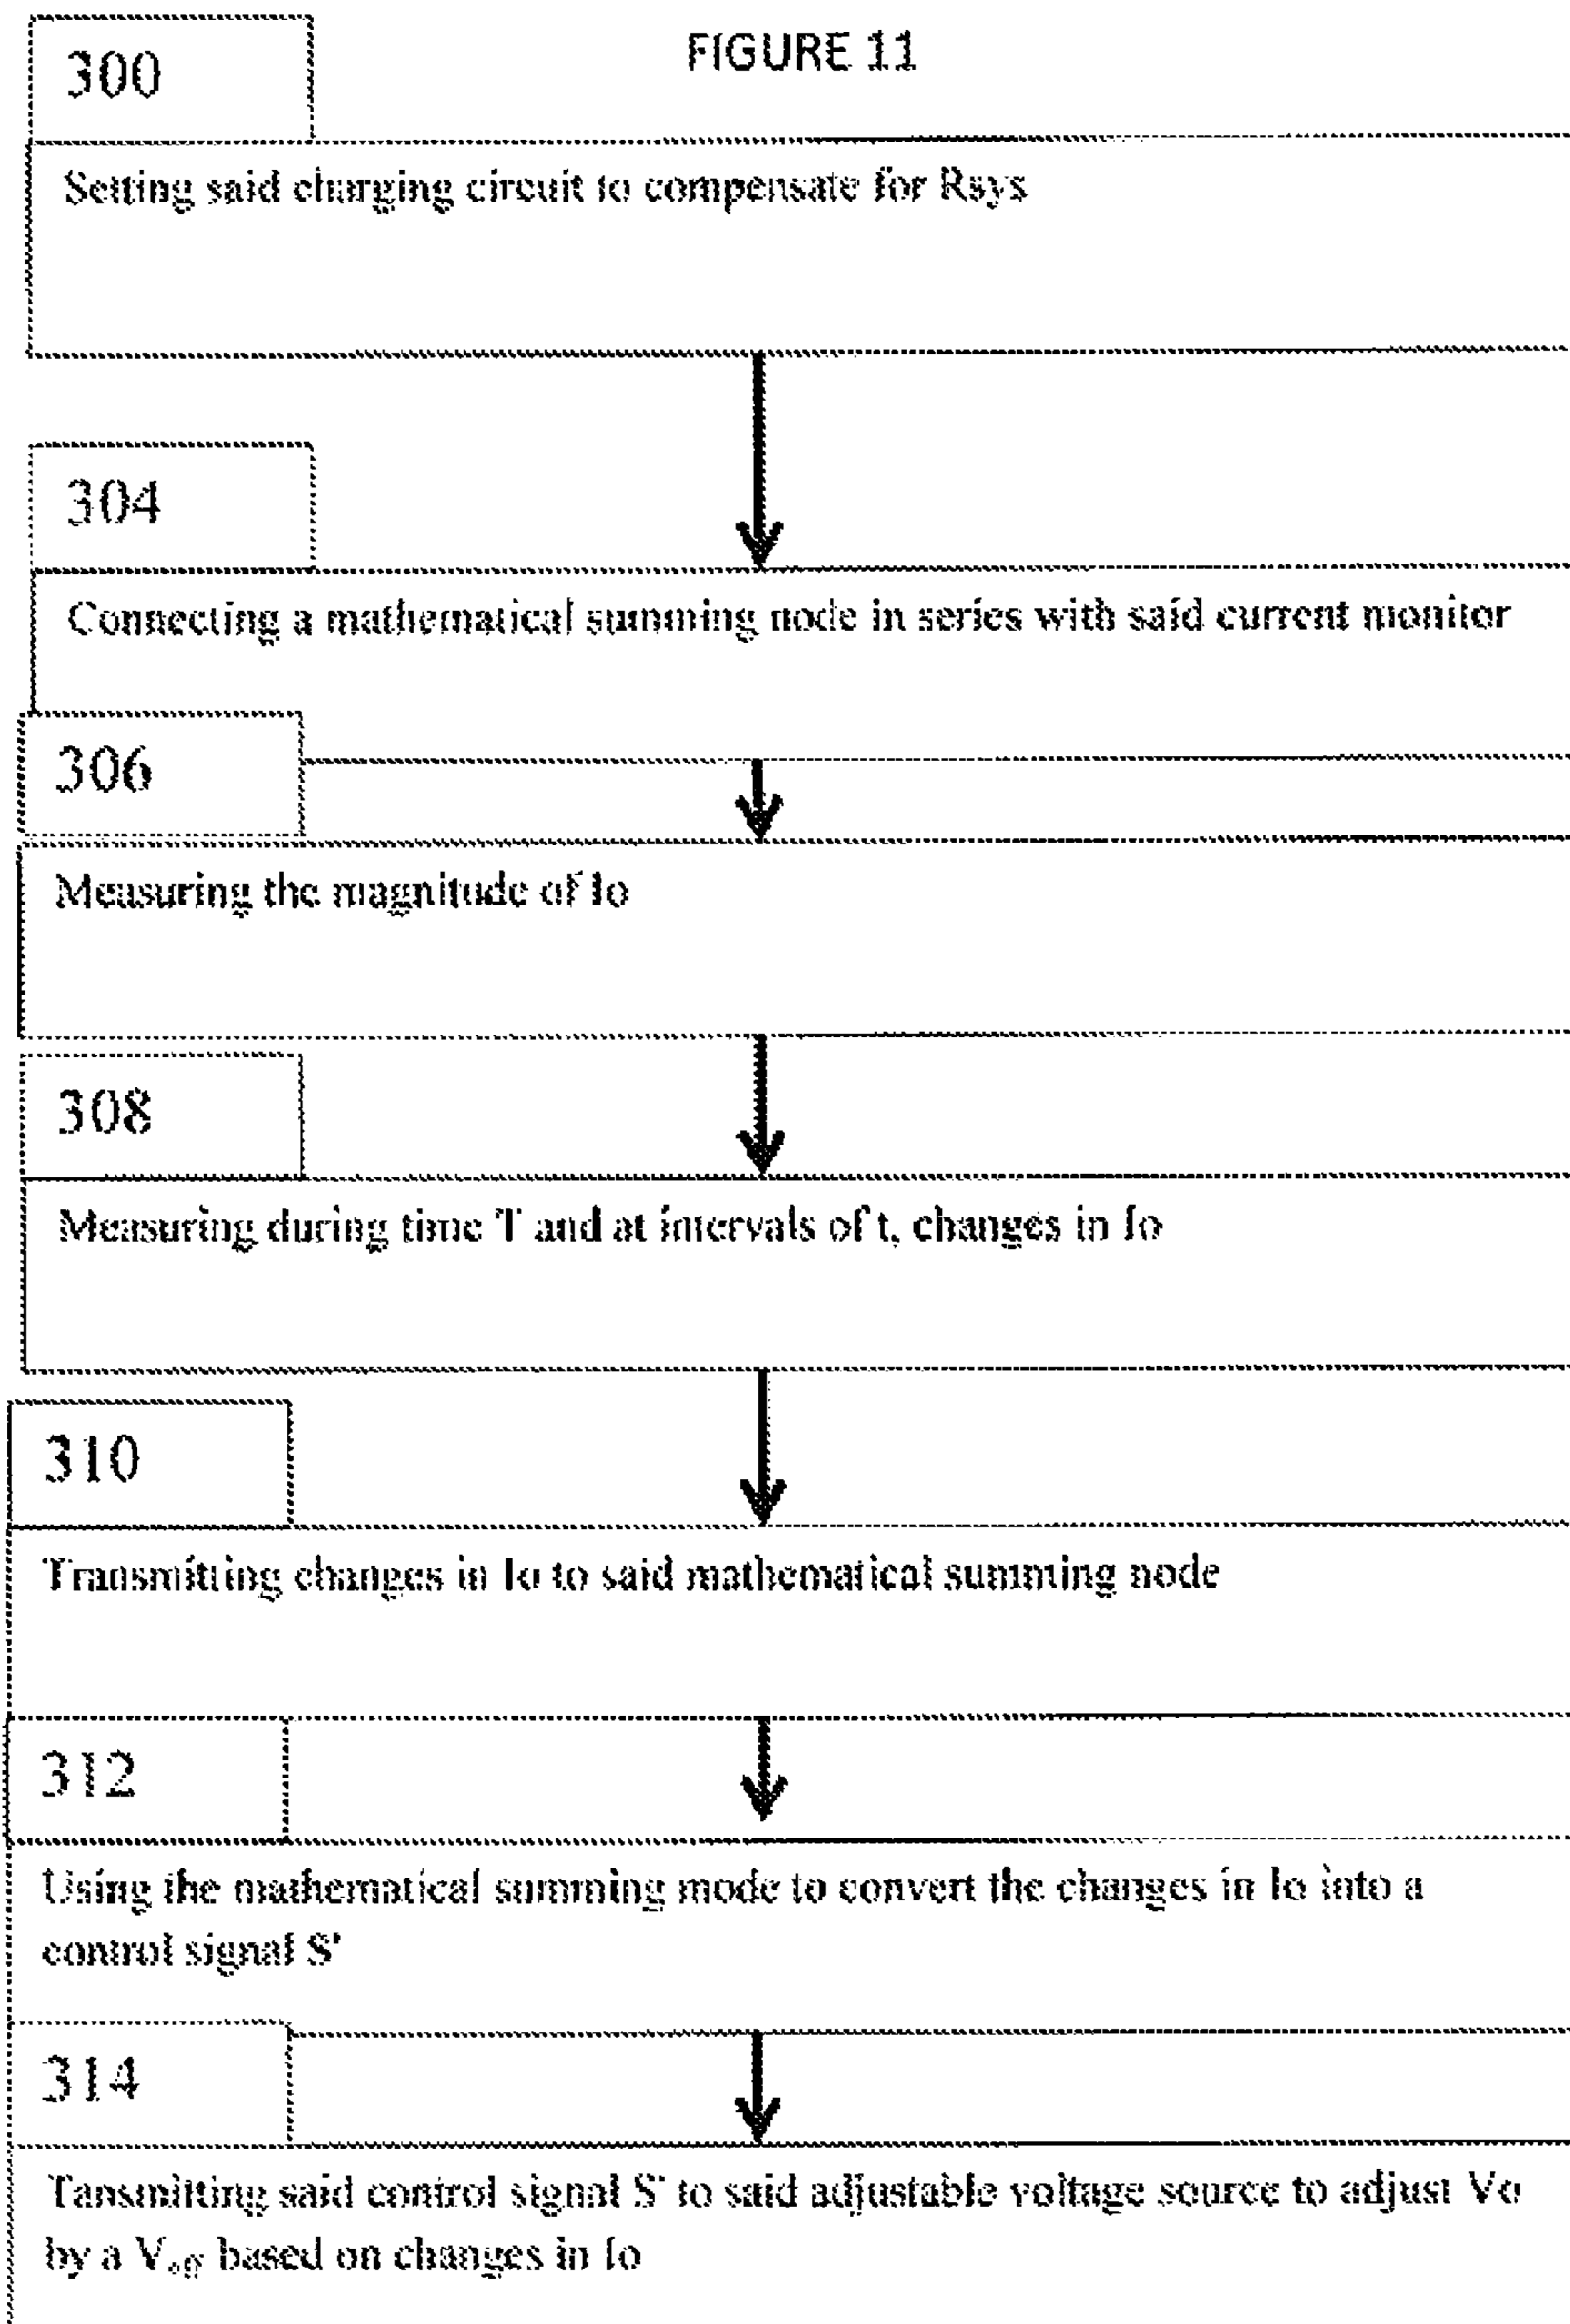 FIGURE 11
300
Setting said charging circuit to compensate for Rsys
304
Connecting a mathematical summing node in series with said current monitor
306
Measuring the magnitude of Io
308
Measuring during time T and at intervals of t, changes in Io
310
Transmitting changes in Io to said mathematical summing node
312
Using the mathematical summing mode to convert the changes in Io into a
control signal S'
314
Tansmitting said control signal S' to said adjustable voltage source to adjust Vo
by a V_off based on changes in Io